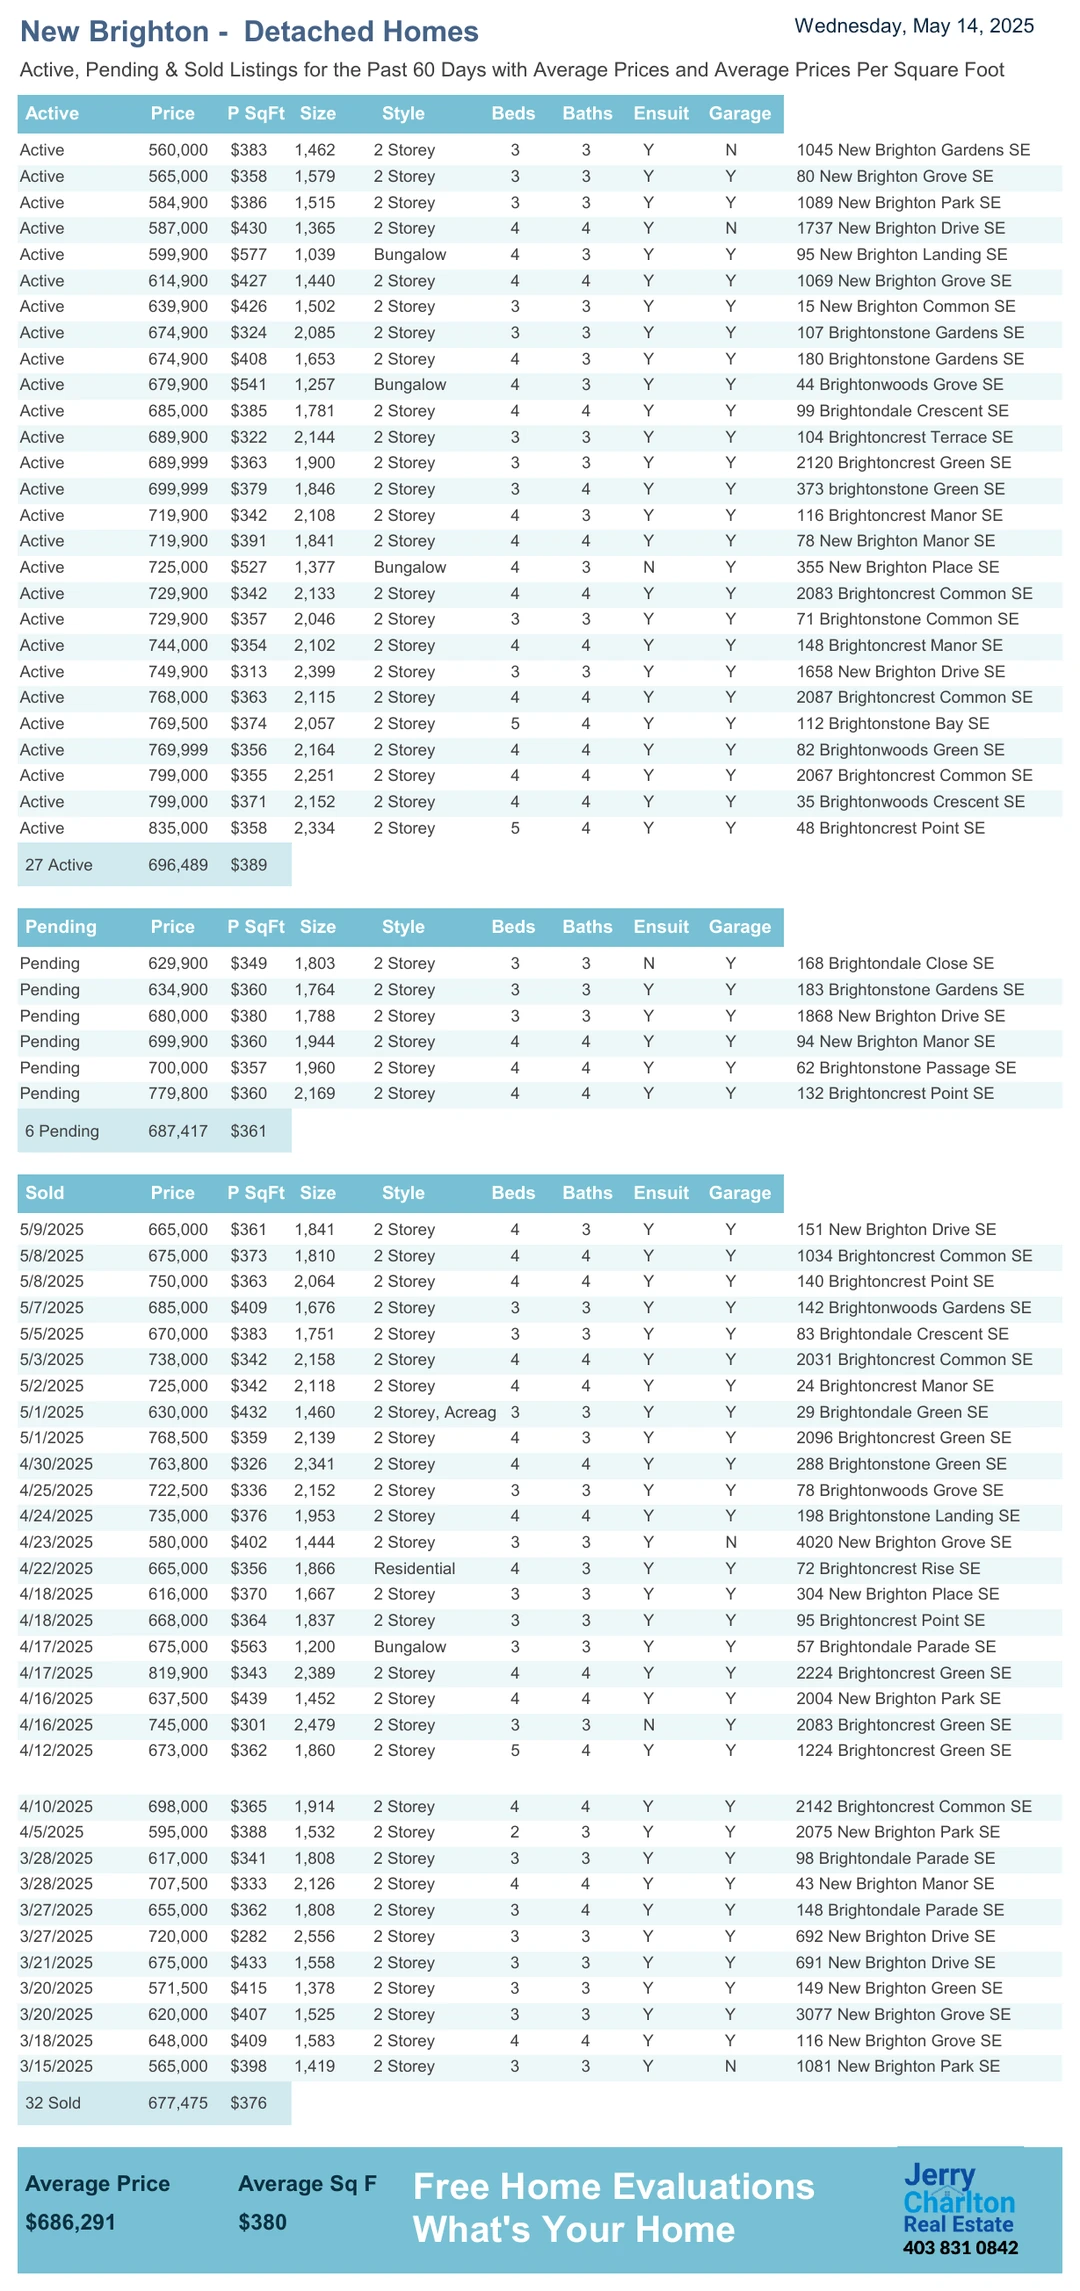 New Brighton - Detached Homes Wednesday, May 14, 2025
Active, Pending & Sold Listings for the Past 60 Days with Average Prices and Average Prices Per Square Foot
Active Price P SqFt Size Style Beds Baths Ensuit Garage
Active 560,000 $383 1,462 2 Storey 3 3 Y N 1045 New Brighton Gardens SE
Active 565,000 $358 1,579 2 Storey 3 3 Y Y 80 New Brighton Grove SE
Active 584,900 $386 1,515 2 Storey 3 3 Y Y 1089 New Brighton Park SE
Active 587,000 $430 1,365 2 Storey 4 4 Y N 1737 New Brighton Drive SE
Active 599,900 $577 1,039 Bungalow 4 3 Y Y 95 New Brighton Landing SE
Active 614,900 $427 1,440 2 Storey 4 4 Y Y 1069 New Brighton Grove SE
Active 639,900 $426 1,502 2 Storey 3 3 Y Y 15 New Brighton Common SE
Active 674,900 $324 2,085 2 Storey 3 3 Y Y 107 Brightonstone Gardens SE
Active 674,900 $408 1,653 2 Storey 4 3 Y Y 180 Brightonstone Gardens SE
Active 679,900 $541 1,257 Bungalow 4 3 Y Y 44 Brightonwoods Grove SE
Active 685,000 $385 1,781 2 Storey 4 4 Y Y 99 Brightondale Crescent SE
Active 689,900 $322 2,144 2 Storey 3 3 Y Y 104 Brightoncrest Terrace SE
Active 689,999 $363 1,900 2 Storey 3 3 Y Y 2120 Brightoncrest Green SE
Active 699,999 $379 1,846 2 Storey 3 4 Y Y 373 brightonstone Green SE
Active 719,900 $342 2,108 2 Storey 4 3 Y Y 116 Brightoncrest Manor SE
Active 719,900 $391 1,841 2 Storey 4 4 Y Y 78 New Brighton Manor SE
Active 725,000 $527 1,377 Bungalow 4 3 N Y 355 New Brighton Place SE
Active 729,900 $342 2,133 2 Storey 4 4 Y Y 2083 Brightoncrest Common SE
Active 729,900 $357 2,046 2 Storey 3 3 Y Y 71 Brightonstone Common SE
Active 744,000 $354 2,102 2 Storey 4 4 Y Y 148 Brightoncrest Manor SE
Active 749,900 $313 2,399 2 Storey 3 3 Y Y 1658 New Brighton Drive SE
Active 768,000 $363 2,115 2 Storey 4 4 Y Y 2087 Brightoncrest Common SE
Active 769,500 $374 2,057 2 Storey 5 4 Y Y 112 Brightonstone Bay SE
Active 769,999 $356 2,164 2 Storey 4 4 Y Y 82 Brightonwoods Green SE
Active 799,000 $355 2,251 2 Storey 4 4 Y Y 2067 Brightoncrest Common SE
Active 799,000 $371 2,152 2 Storey 4 4 Y Y 35 Brightonwoods Crescent SE
Active 835,000 $358 2,334 2 Storey 5 4 Y Y 48 Brightoncrest Point SE
27 Active 696,489 $389
Pending Price P SqFt Size Style Beds Baths Ensuit Garage
Pending 629,900 $349 1,803 2 Storey 3 3 N Y 168 Brightondale Close SE
Pending 634,900 $360 1,764 2 Storey 3 3 Y Y 183 Brightonstone Gardens SE
Pending 680,000 $380 1,788 2 Storey 3 3 Y Y 1868 New Brighton Drive SE
Pending 699,900 $360 1,944 2 Storey 4 4 Y Y 94 New Brighton Manor SE
Pending 700,000 $357 1,960 2 Storey 4 4 Y Y 62 Brightonstone Passage SE
Pending 779,800 $360 2,169 2 Storey 4 4 Y Y 132 Brightoncrest Point SE
6 Pending 687,417 $361
Sold Price P SqFt Size Style Beds Baths Ensuit Garage
5/9/2025 665,000 $361 1,841 2 Storey 4 3 Y Y 151 New Brighton Drive SE
5/8/2025 675,000 $373 1,810 2 Storey 4 4 Y Y 1034 Brightoncrest Common SE
5/8/2025 750,000 $363 2,064 2 Storey 4 4 Y Y 140 Brightoncrest Point SE
5/7/2025 685,000 $409 1,676 2 Storey 3 3 Y Y 142 Brightonwoods Gardens SE
5/5/2025 670,000 $383 1,751 2 Storey 3 3 Y Y 83 Brightondale Crescent SE
5/3/2025 738,000 $342 2,158 2 Storey 4 4 Y Y 2031 Brightoncrest Common SE
5/2/2025 725,000 $342 2,118 2 Storey 4 4 Y Y 24 Brightoncrest Manor SE
5/1/2025 630,000 $432 1,460 2 Storey, Acreag 3 3 Y Y 29 Brightondale Green SE
5/1/2025 768,500 $359 2,139 2 Storey 4 3 Y Y 2096 Brightoncrest Green SE
4/30/2025 763,800 $326 2,341 2 Storey 4 4 Y Y 288 Brightonstone Green SE
4/25/2025 722,500 $336 2,152 2 Storey 3 3 Y Y 78 Brightonwoods Grove SE
4/24/2025 735,000 $376 1,953 2 Storey 4 4 Y Y 198 Brightonstone Landing SE
4/23/2025 580,000 $402 1,444 2 Storey 3 3 Y N 4020 New Brighton Grove SE
4/22/2025 665,000 $356 1,866 Residential 4 3 Y Y 72 Brightoncrest Rise SE
4/18/2025 616,000 $370 1,667 2 Storey 3 3 Y Y 304 New Brighton Place SE
4/18/2025 668,000 $364 1,837 2 Storey 3 3 Y Y 95 Brightoncrest Point SE
4/17/2025 675,000 $563 1,200 Bungalow 3 3 Y Y 57 Brightondale Parade SE
4/17/2025 819,900 $343 2,389 2 Storey 4 4 Y Y 2224 Brightoncrest Green SE
4/16/2025 637,500 $439 1,452 2 Storey 4 4 Y Y 2004 New Brighton Park SE
4/16/2025 745,000 $301 2,479 2 Storey 3 3 N Y 2083 Brightoncrest Green SE
4/12/2025 673,000 $362 1,860 2 Storey 5 4 Y Y 1224 Brightoncrest Green SE
4/10/2025 698,000 $365 1,914 2 Storey 4 4 Y Y 2142 Brightoncrest Common SE
4/5/2025 595,000 $388 1,532 2 Storey 2 3 Y Y 2075 New Brighton Park SE
3/28/2025 617,000 $341 1,808 2 Storey 3 3 Y Y 98 Brightondale Parade SE
3/28/2025 707,500 $333 2,126 2 Storey 4 4 Y Y 43 New Brighton Manor SE
3/27/2025 655,000 $362 1,808 2 Storey 3 4 Y Y 148 Brightondale Parade SE
3/27/2025 720,000 $282 2,556 2 Storey 3 3 Y Y 692 New Brighton Drive SE
3/21/2025 675,000 $433 1,558 2 Storey 3 3 Y Y 691 New Brighton Drive SE
3/20/2025 571,500 $415 1,378 2 Storey 3 3 Y Y 149 New Brighton Green SE
3/20/2025 620,000 $407 1,525 2 Storey 3 3 Y Y 3077 New Brighton Grove SE
3/18/2025 648,000 $409 1,583 2 Storey 4 4 Y Y 116 New Brighton Grove SE
3/15/2025 565,000 $398 1,419 2 Storey 3 3 Y N 1081 New Brighton Park SE
32 Sold 677,475 $376
Average Price Average Sq F
$686,291 $380
Free Home Evaluations
What's Your Home
Jerry
Charlton
Real Estate
403 831 0842